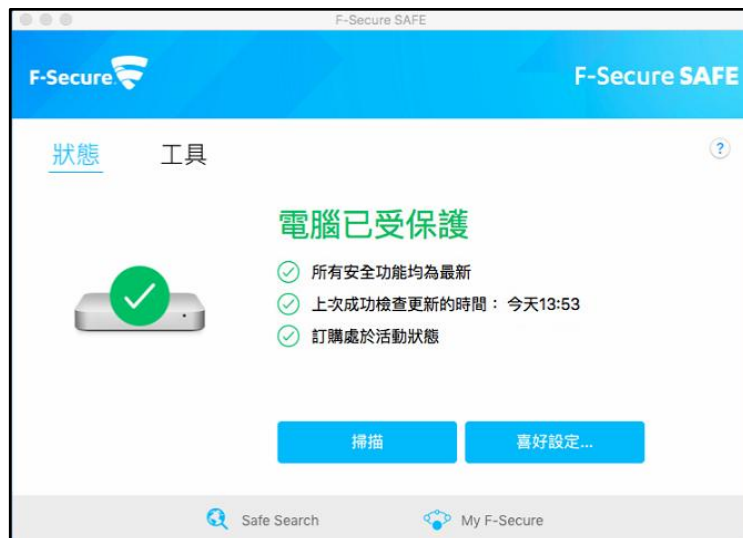 F-Secure SAFE
F-Secure
F-Secure SAFE
狀態 工具 ?
電腦已受保護
所有安全功能均為最新
上次成功檢查更新的時間： 今天13:53
訂購處於活動狀態
掃描 喜好設定...
Safe Search My F-Secure